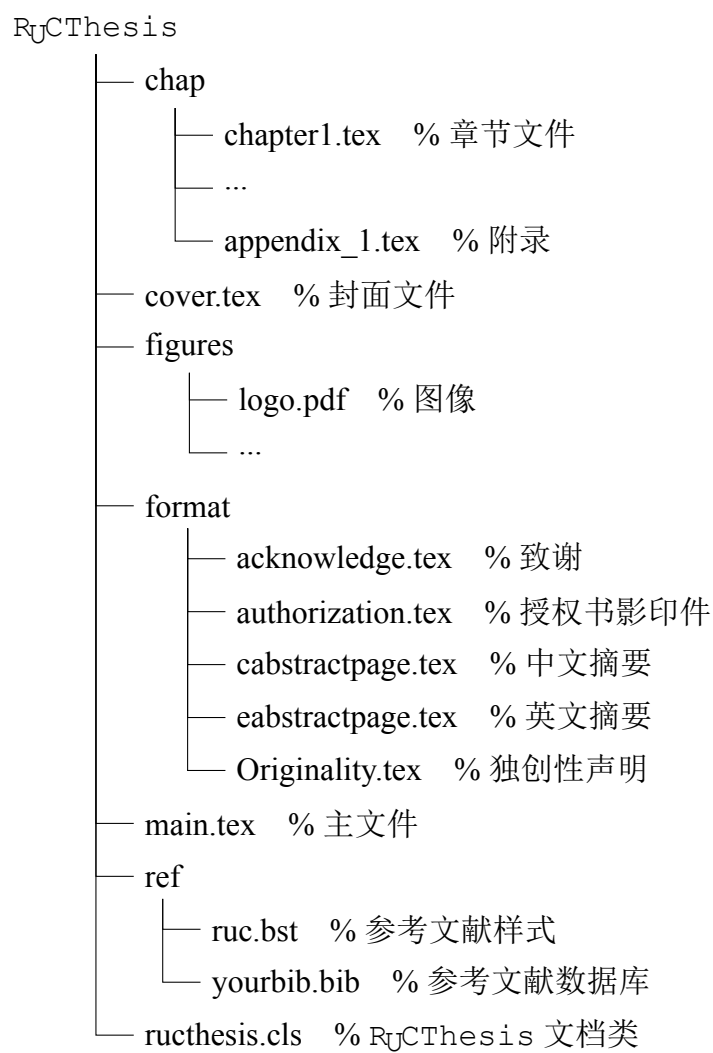 RUCThesis
chap
chapter1.tex % 章节文件
...
appendix_1.tex % 附录
cover.tex % 封面文件
figures
logo.pdf % 图像
...
format
acknowledge.tex % 致谢
authorization.tex % 授权书影印件
cabstractpage.tex % 中文摘要
eabstractpage.tex % 英文摘要
Originality.tex % 独创性声明
main.tex % 主文件
ref
ruc.bst % 参考文献样式
yourbib.bib % 参考文献数据库
ructhesis.cls % RUCThesis 文档类